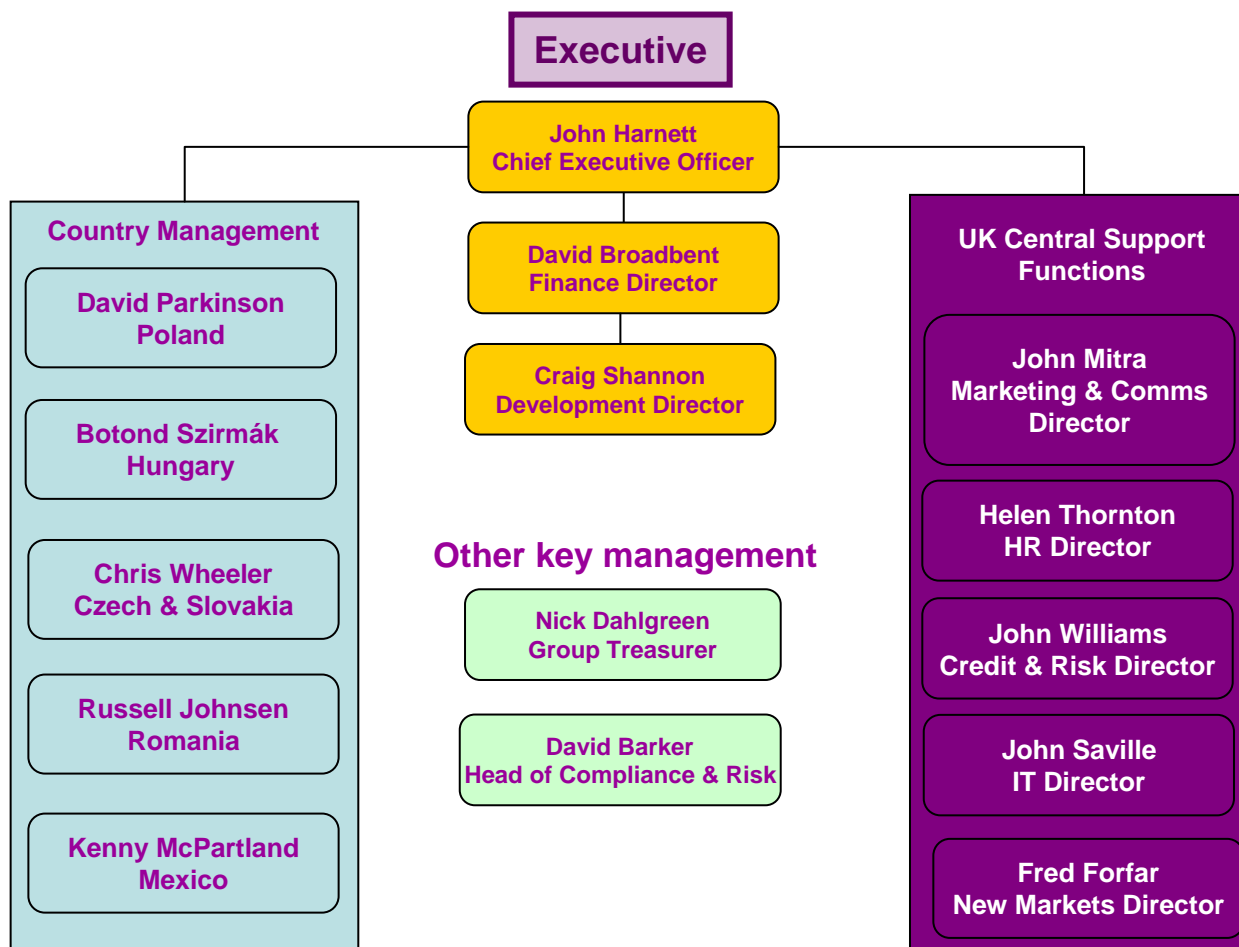 Executive
John Harnett
Chief Executive Officer
David Broadbent
Finance Director
Craig Shannon
Development Director
Country Management
David Parkinson
Poland
Botond Szirmák
Hungary
Chris Wheeler
Czech & Slovakia
Russell Johnsen
Romania
Kenny McPartland
Mexico
Other key management
Nick Dahlgreen
Group Treasurer
David Barker
Head of Compliance & Risk
UK Central Support
Functions
John Mitra
Marketing & Comms
Director
Helen Thornton
HR Director
John Williams
Credit & Risk Director
John Saville
IT Director
Fred Forfar
New Markets Director